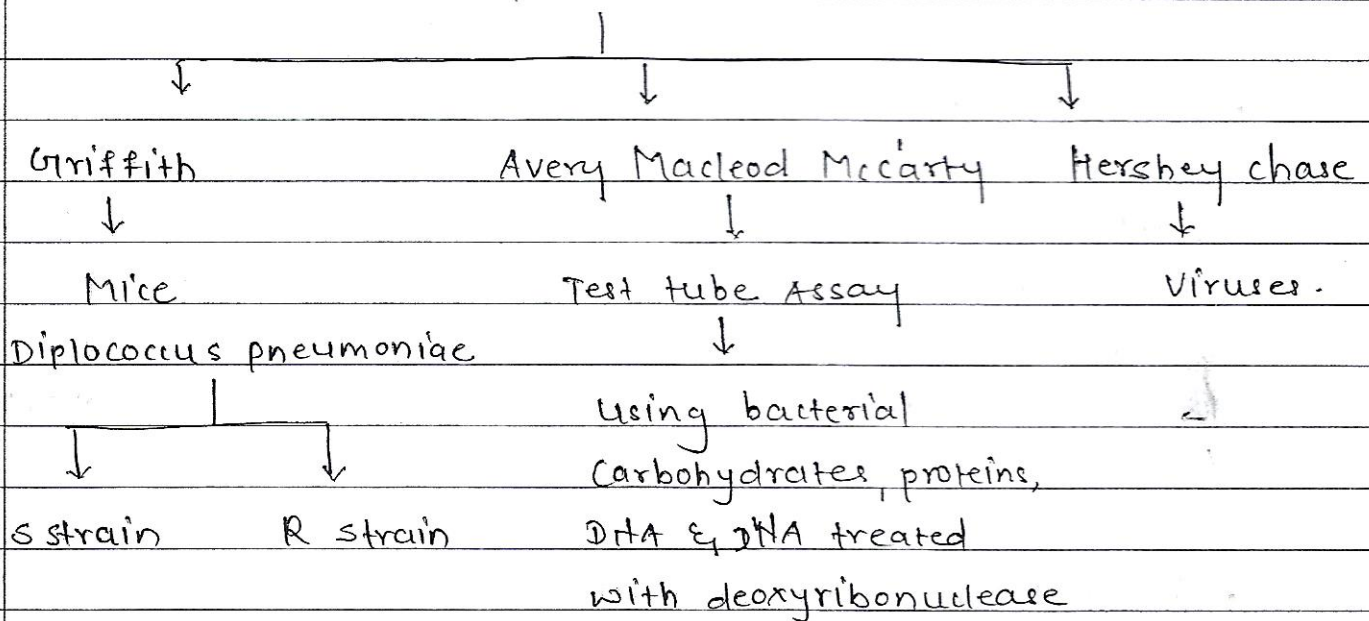 Griffith Avery Macleod Mccarty Hershey chase
Mice Test tube Assay Viruses.
Diplococcus pneumoniae
using bacterial
Carbohydrates, proteins,
S strain R strain DNA & DNA treated
with deoxyribonuclease